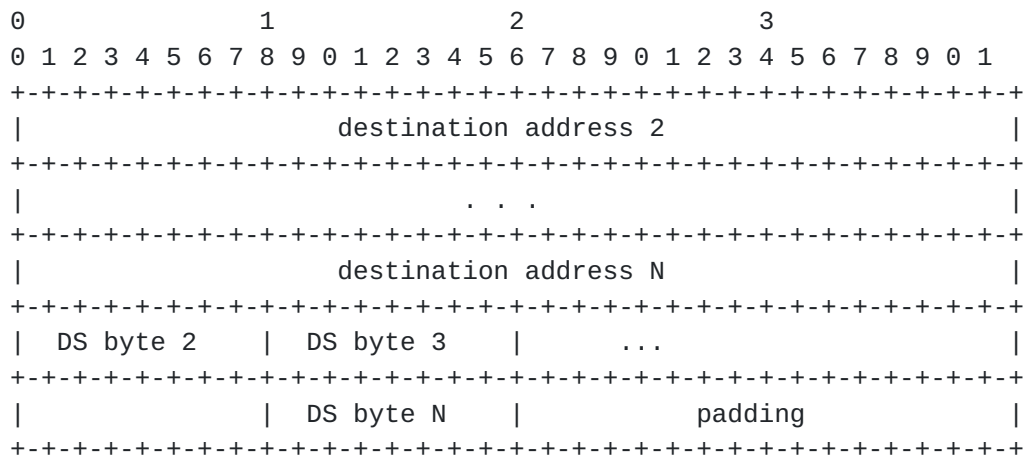 0               1               2               3
0 1 2 3 4 5 6 7 8 9 0 1 2 3 4 5 6 7 8 9 0 1 2 3 4 5 6 7 8 9 0 1
+-+-+-+-+-+-+-+-+-+-+-+-+-+-+-+-+-+-+-+-+-+-+-+-+-+-+-+-+-+-+-+-+
|                    destination address 2                      |
+-+-+-+-+-+-+-+-+-+-+-+-+-+-+-+-+-+-+-+-+-+-+-+-+-+-+-+-+-+-+-+-+
|                            . . .                              |
+-+-+-+-+-+-+-+-+-+-+-+-+-+-+-+-+-+-+-+-+-+-+-+-+-+-+-+-+-+-+-+-+
|                    destination address N                      |
+-+-+-+-+-+-+-+-+-+-+-+-+-+-+-+-+-+-+-+-+-+-+-+-+-+-+-+-+-+-+-+-+
|  DS byte 2    |  DS byte 3    |      ...                      |
+-+-+-+-+-+-+-+-+-+-+-+-+-+-+-+-+-+-+-+-+-+-+-+-+-+-+-+-+-+-+-+-+
|               |  DS byte N    |           padding             |
+-+-+-+-+-+-+-+-+-+-+-+-+-+-+-+-+-+-+-+-+-+-+-+-+-+-+-+-+-+-+-+-+